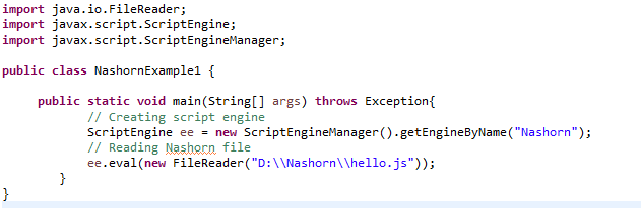 import java.io.FileReader;
import javax.script.ScriptEngine;
import javax.script.ScriptEngineManager;
public class NashornExample1 {
public static void main(String[] args) throws Exception{
// Creating script engine
ScriptEngine ee = new ScriptEngineManager().getEngineByName("Nashorn");
// Reading Nashorn file
ee.eval(new FileReader("D:\\Nashorn\\hello.js"));
}
}